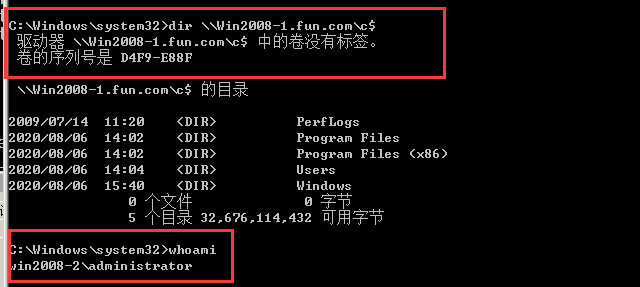 C:\Windows\system32>dir \\Win2008-1.fun.com\c$
驱动器 \\Win2008-1.fun.com\c$ 中的卷没有标签。
卷的序列号是 D4F9-E88F
\\Win2008-1.fun.com\c$ 的目录
2009/07/14  11:20    <DIR>          PerfLogs
2020/08/06  14:02    <DIR>          Program Files
2020/08/06  14:02    <DIR>          Program Files (x86)
2020/08/06  14:04    <DIR>          Users
2020/08/06  15:40    <DIR>          Windows
0 个文件              0 字节
5 个目录 32,676,114,432 可用字节
C:\Windows\system32>whoami
win2008-2\administrator